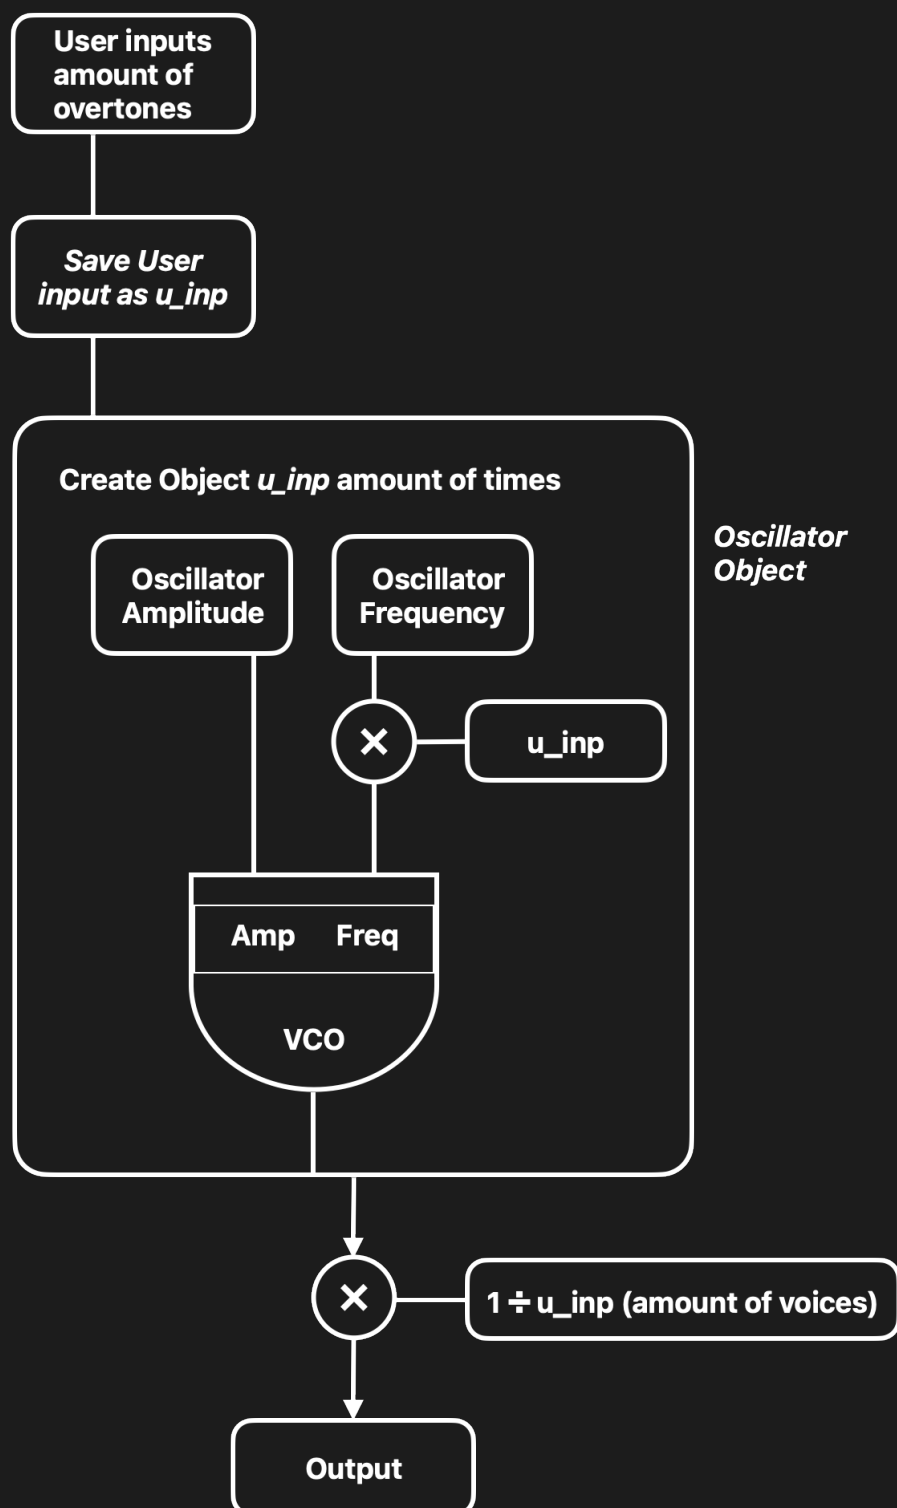 User inputs
amount of
overtones
Save User
input as u_inp
Create Object u_inp amount of times
Oscillator
Object
Oscillator
Amplitude
Oscillator
Frequency
×
u_inp
Amp Freq
VCO
×
1 ÷ u_inp (amount of voices)
Output